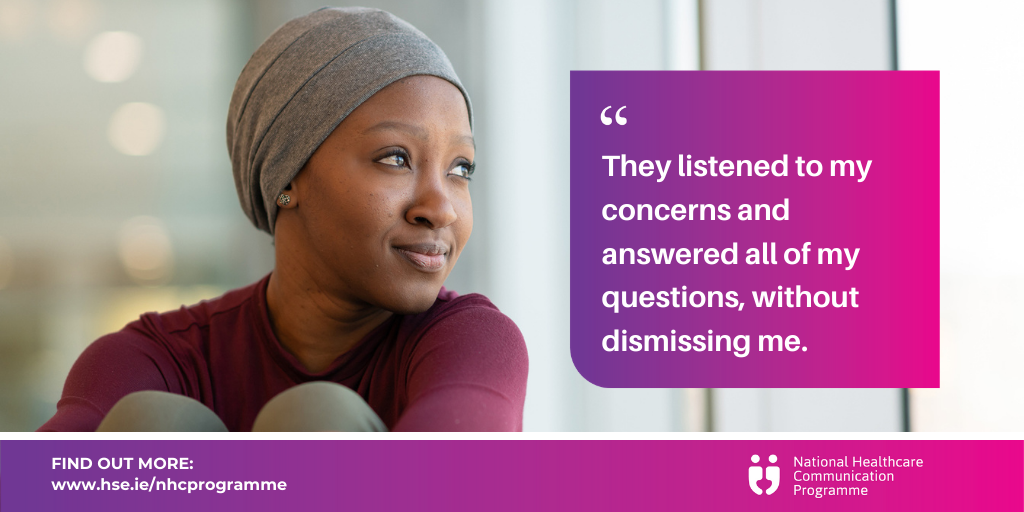 “
They listened to my
concerns and
answered all of my
questions, without
dismissing me.
FIND OUT MORE:
www.hse.ie/nhcprogramme
National Healthcare
Communication
Programme